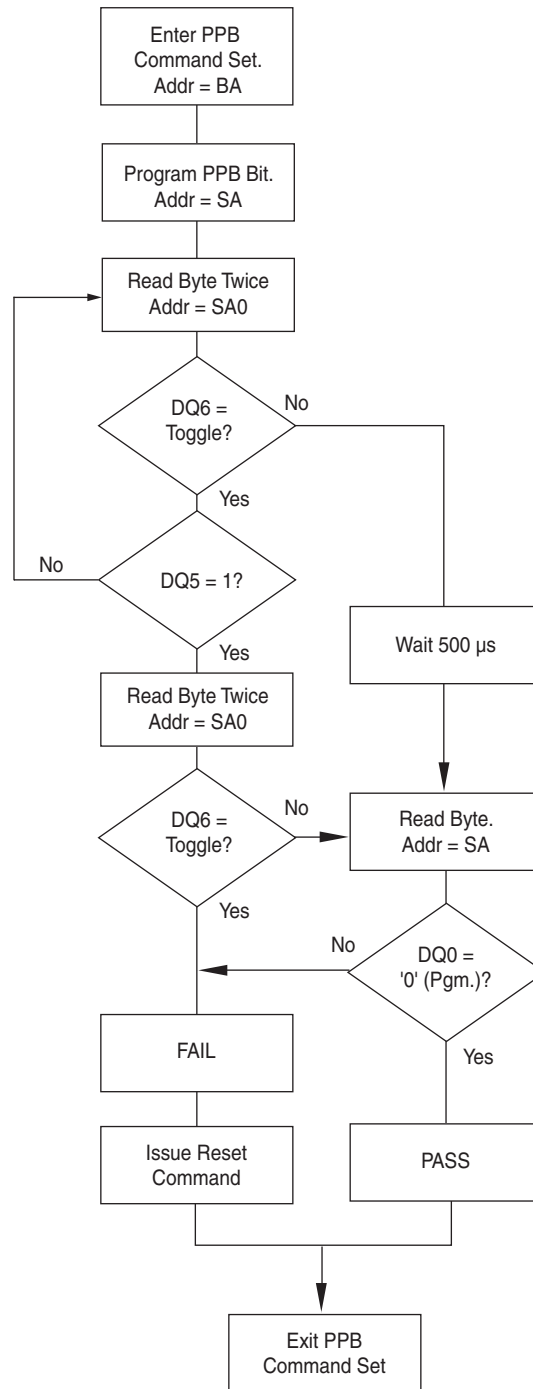 Enter PPB
Command Set.
Addr = BA
Program PPB Bit.
Addr = SA
Read Byte Twice
Addr = SA0
DQ6 =
Toggle?
No
Yes
No
DQ5 = 1?
Yes
Wait 500 µs
Read Byte Twice
Addr = SA0
DQ6 =
Toggle?
No
Read Byte.
Addr = SA
Yes
No
DQ0 =
'0' (Pgm.)?
Yes
FAIL
Issue Reset
Command
PASS
Exit PPB
Command Set